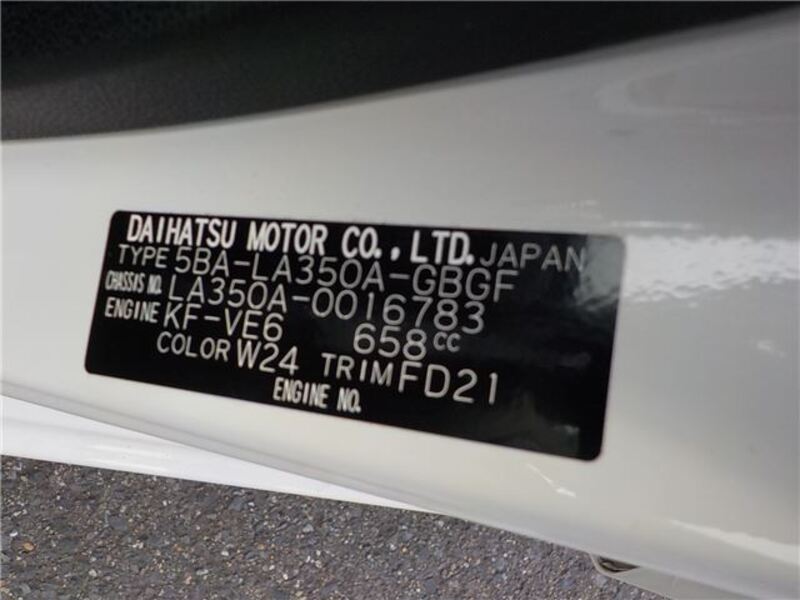 DAIHATSU MOTOR CO., LTD. JAPAN
TYPE 5BA-LA350A-GBGF
CHASSIS NO. LA350A-0016783
ENGINE KF-VE6 658cc
COLOR W24 TRIM FD21
ENGINE NO.